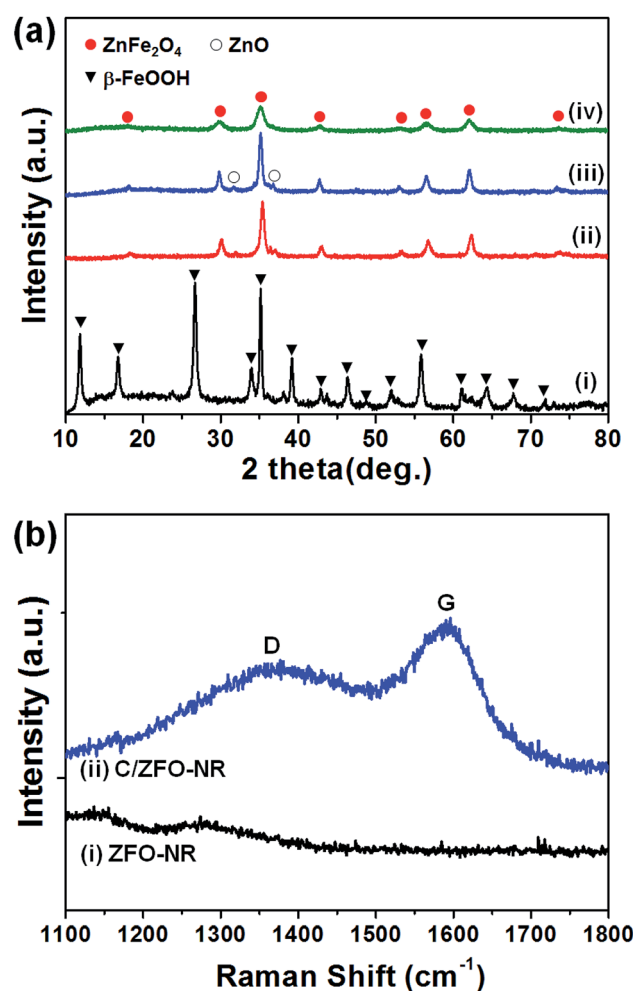 (a)
ZnFe₂O₄ ZnO
β-FeOOH
(iv)
(iii)
(ii)
(i)
Intensity (a.u.)
10 20 30 40 50 60 70 80
2 theta(deg.)
(b)
G
D
(ii) C/ZFO-NR
(i) ZFO-NR
Intensity (a.u.)
1100 1200 1300 1400 1500 1600 1700 1800
Raman Shift (cm⁻¹)